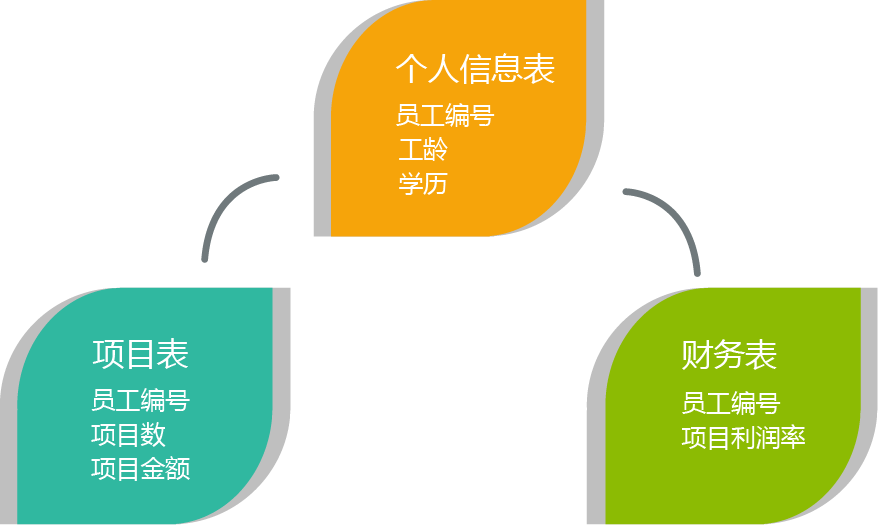 个人信息表
员工编号
工龄
学历
项目表
员工编号
项目数
项目金额
财务表
员工编号
项目利润率